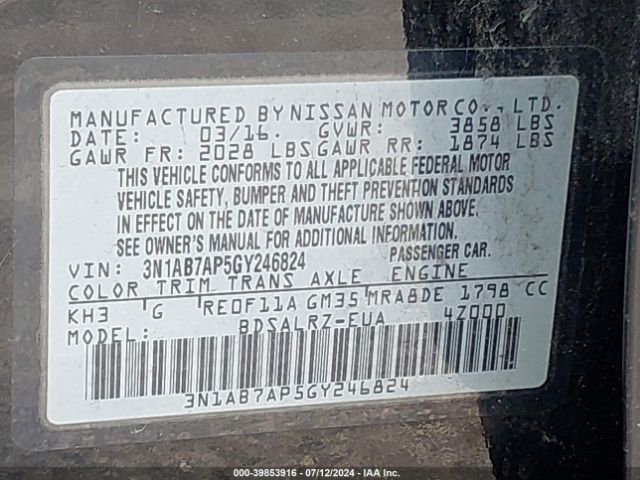 MANUFACTURED BY NISSAN MOTOR CO., LTD.
DATE: 03/16. GVWR: 3858 LBS
GAWR FR: 2028 LBS GAWR RR: 1874 LBS
THIS VEHICLE CONFORMS TO ALL APPLICABLE FEDERAL MOTOR
VEHICLE SAFETY, BUMPER AND THEFT PREVENTION STANDARDS
IN EFFECT ON THE DATE OF MANUFACTURE SHOWN ABOVE.
SEE OWNER'S MANUAL FOR ADDITIONAL INFORMATION.
VIN: 3N1AB7AP5GY246824 PASSENGER CAR.
COLOR TRIM TRANS AXLE ENGINE
KH3 G RE0F11A GM35 MRA8DE 1798 CC
MODEL: BDSALRZ-EUA 4Z000
3N1AB7AP5GY246824
000-39853916 - 07/12/2024 - IAA Inc.